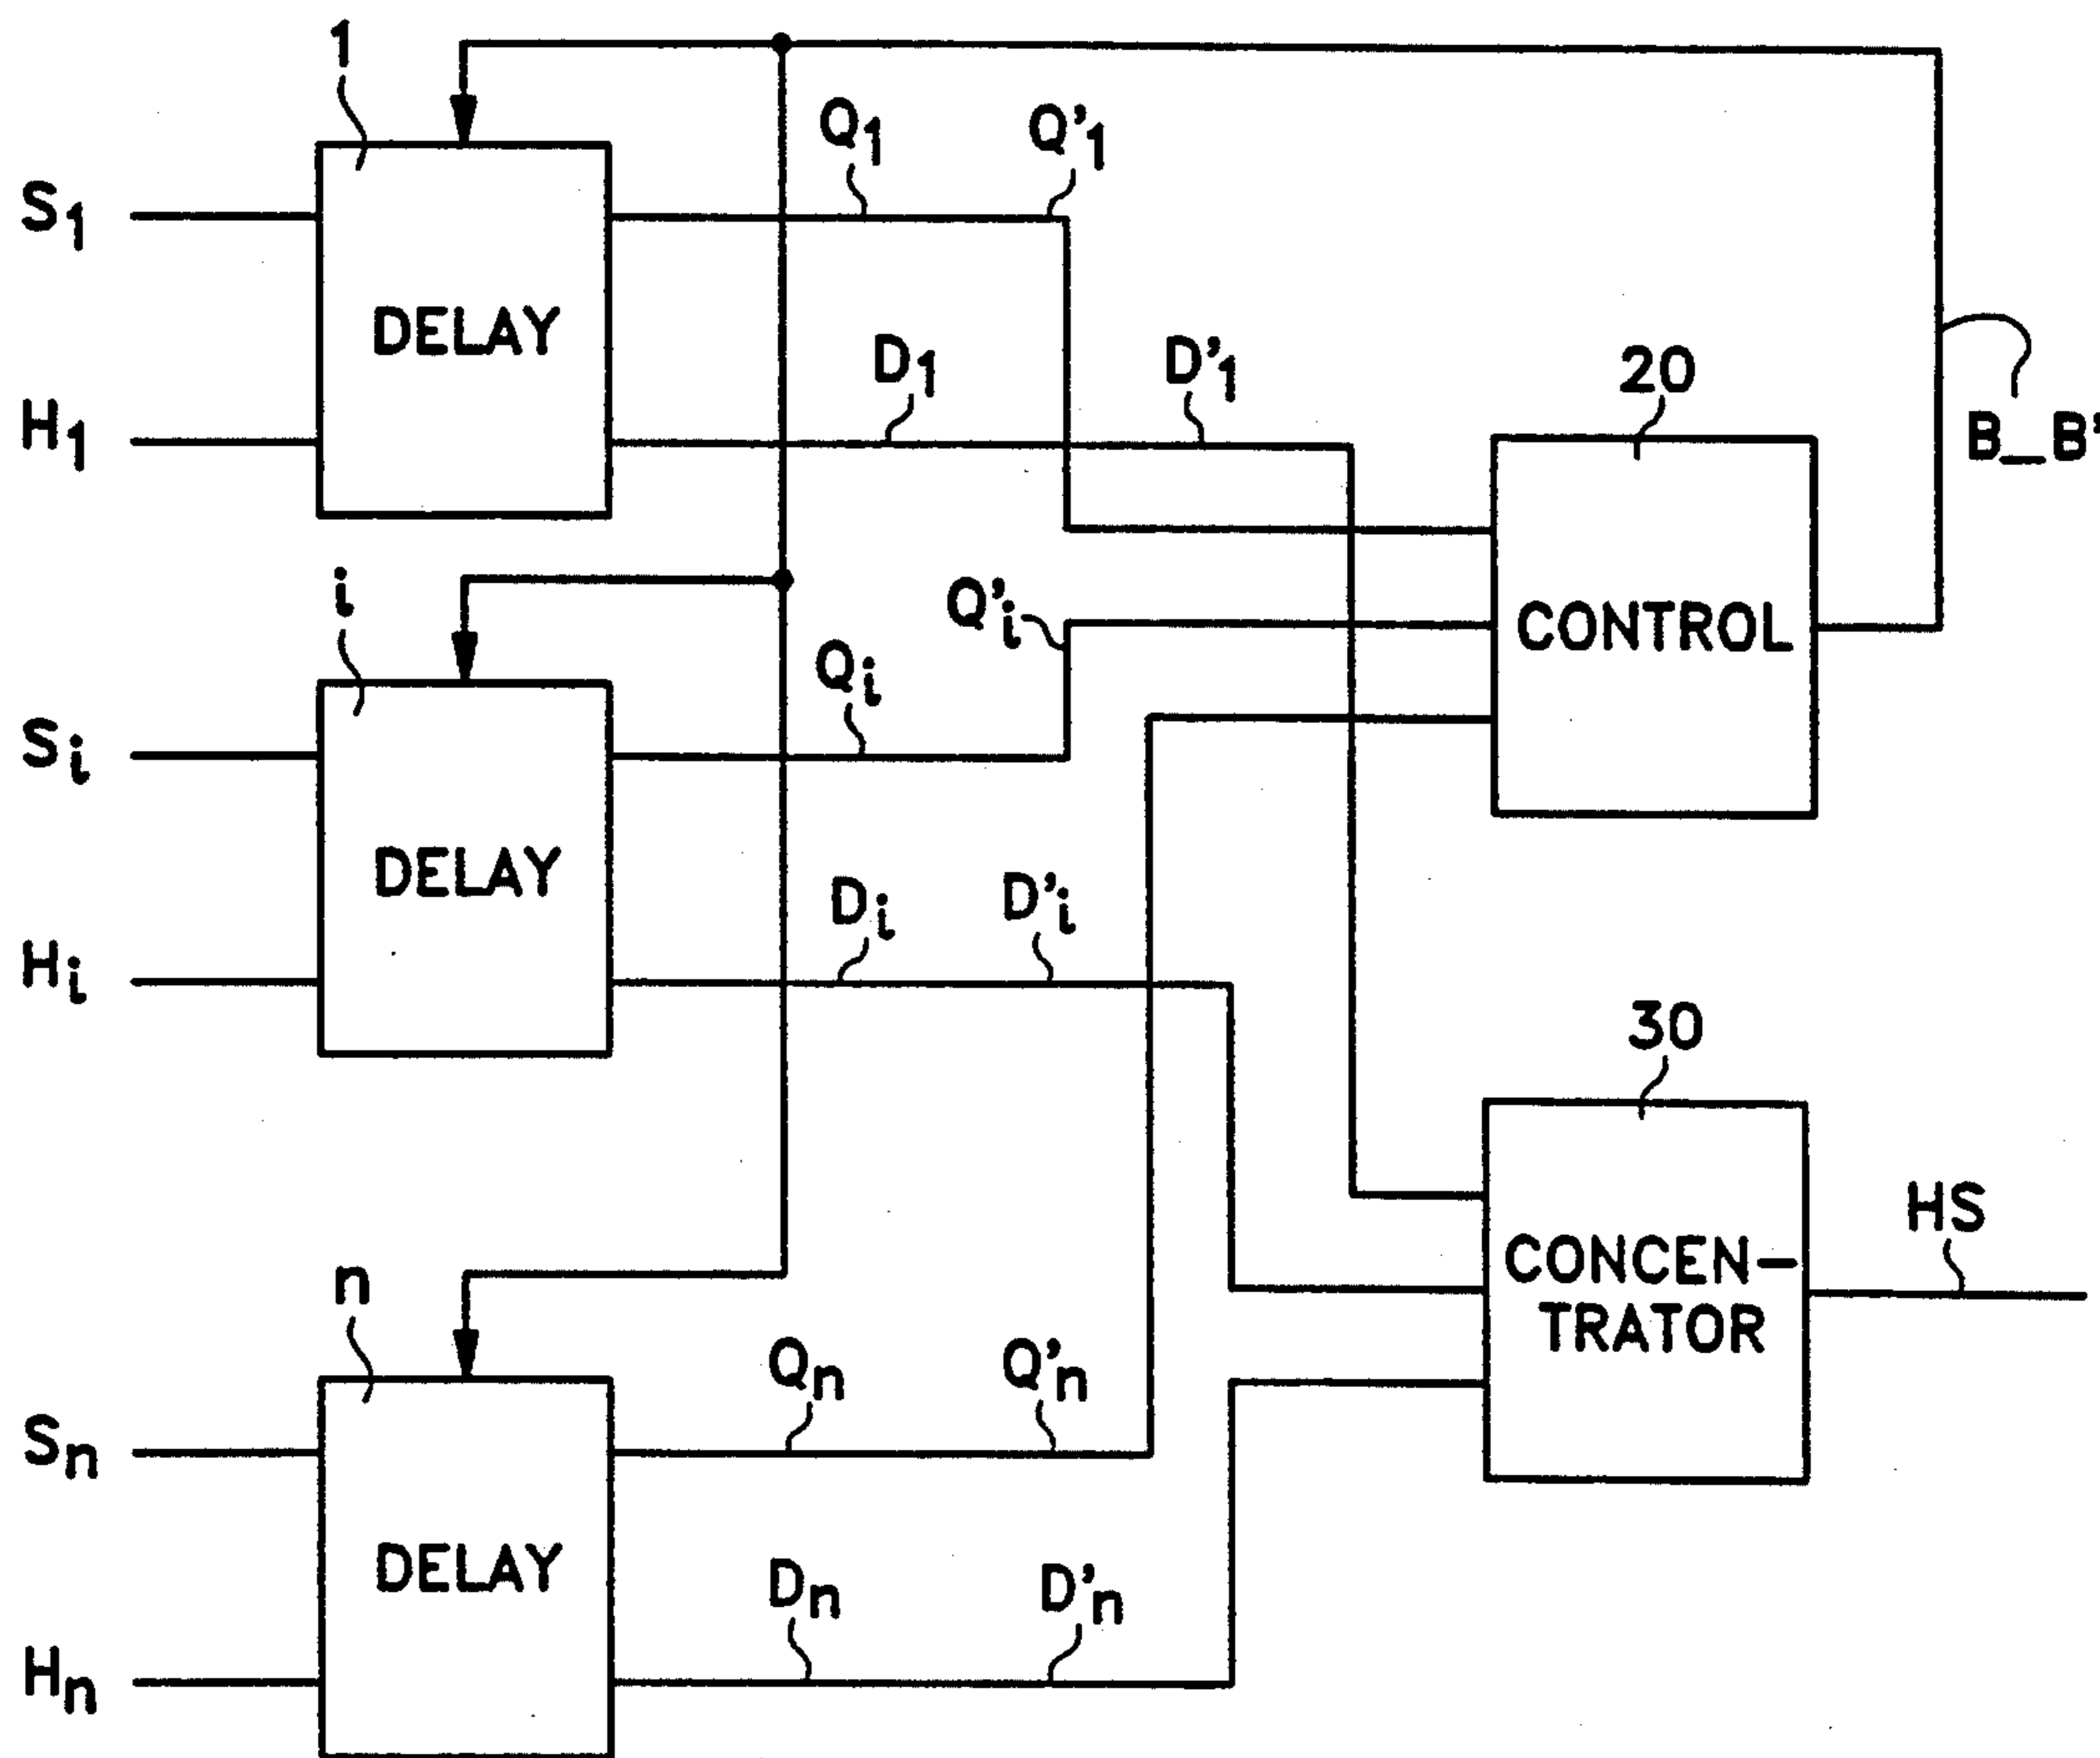 1
Q₁
Q'₁
S₁
DELAY
D₁
D'₁
20
H₁
B_B'
i
Q'ᵢ
CONTROL
Qᵢ
Sᵢ
DELAY
Dᵢ
D'ᵢ
Hᵢ
30
HS
CONCEN-
TRATOR
n
Qₙ
Q'ₙ
Sₙ
DELAY
Dₙ
D'ₙ
Hₙ